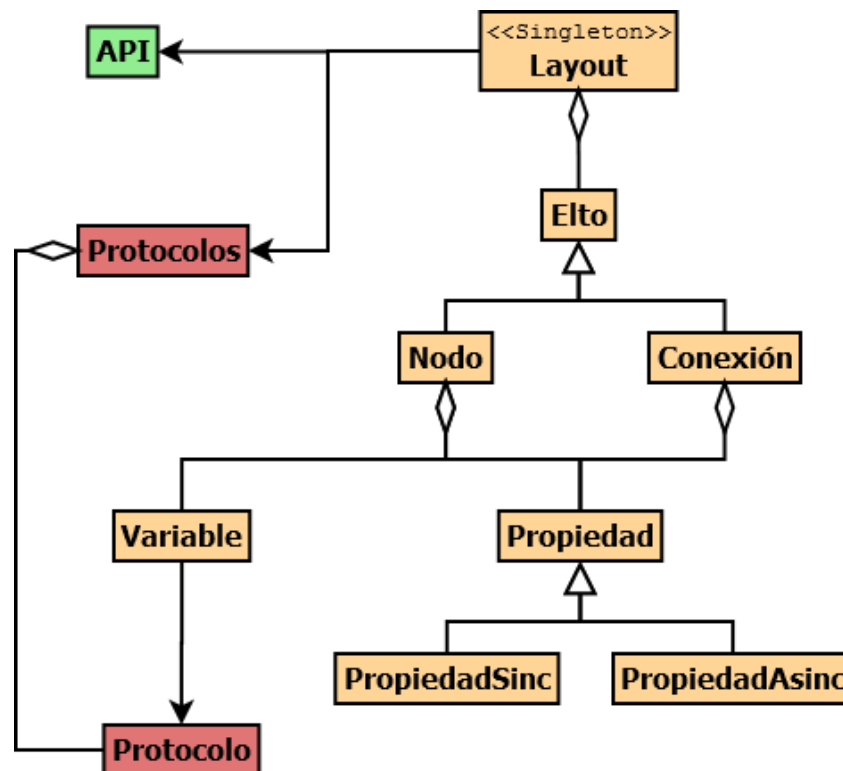 <<Singleton>>
Layout
API
Elto
Protocolos
Nodo
Conexión
Variable
Propiedad
PropiedadSinc
PropiedadAsinc
Protocolo